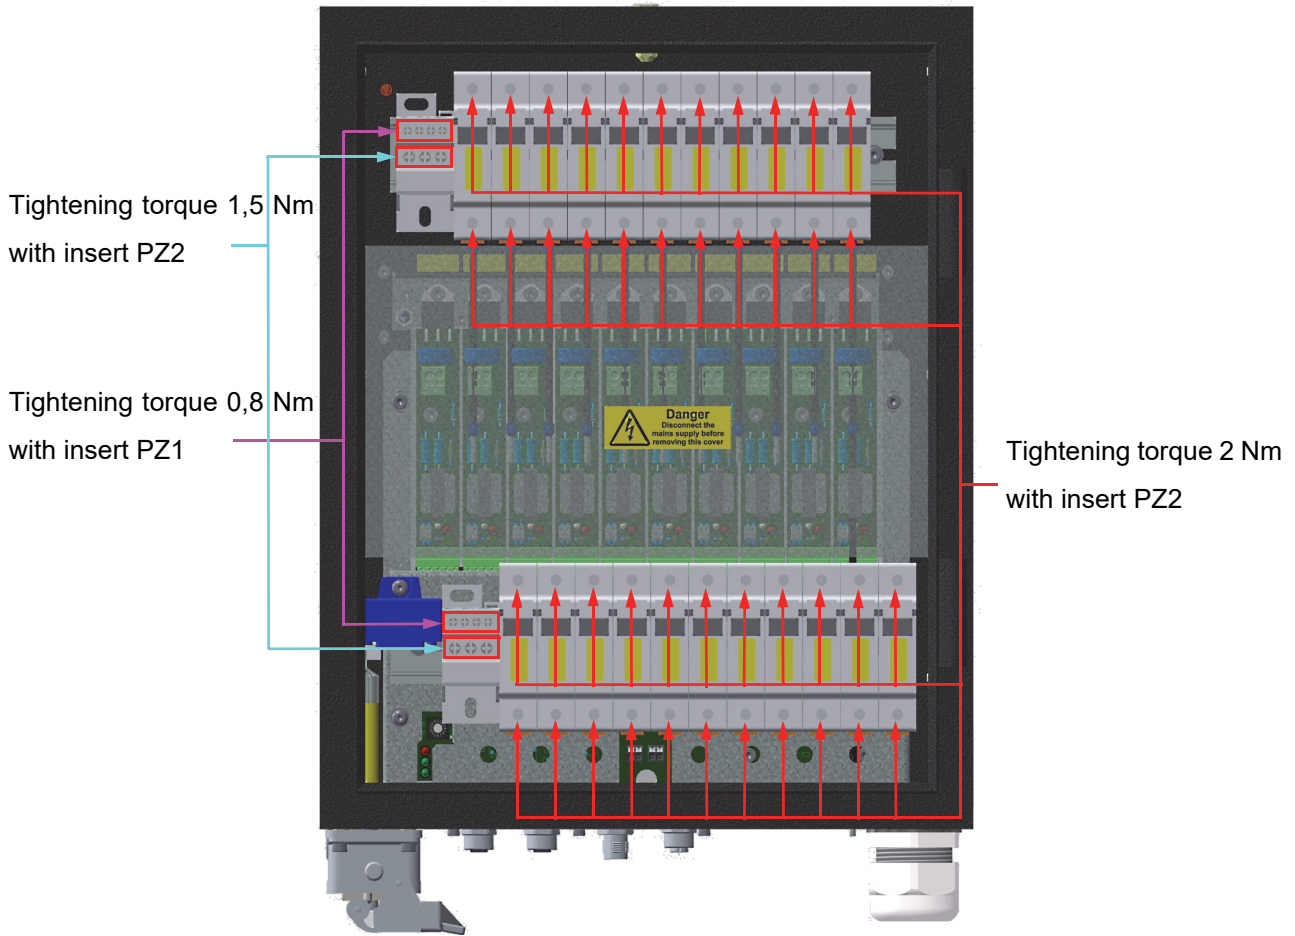 Tightening torque 1,5 Nm
with insert PZ2
Tightening torque 0,8 Nm
with insert PZ1
Danger
Disconnect the
mains supply before
removing this cover
Tightening torque 2 Nm
with insert PZ2